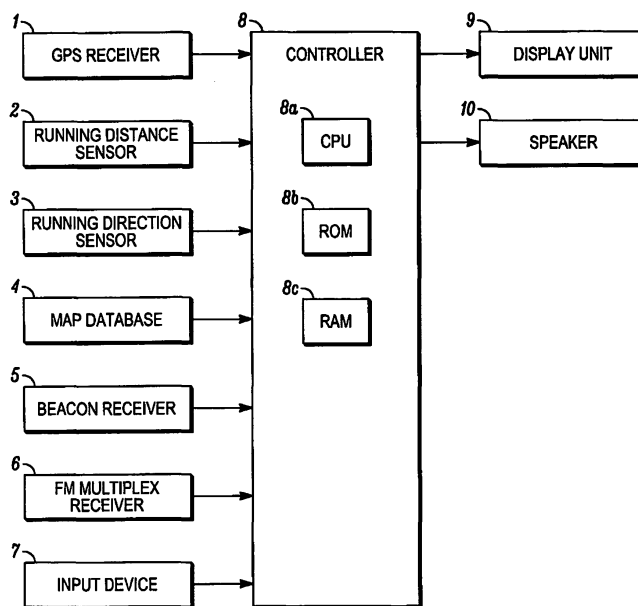 1
GPS RECEIVER
2
RUNNING DISTANCE
SENSOR
3
RUNNING DIRECTION
SENSOR
4
MAP DATABASE
5
BEACON RECEIVER
6
FM MULTIPLEX
RECEIVER
7
INPUT DEVICE
8
CONTROLLER
8a
CPU
8b
ROM
8c
RAM
9
DISPLAY UNIT
10
SPEAKER